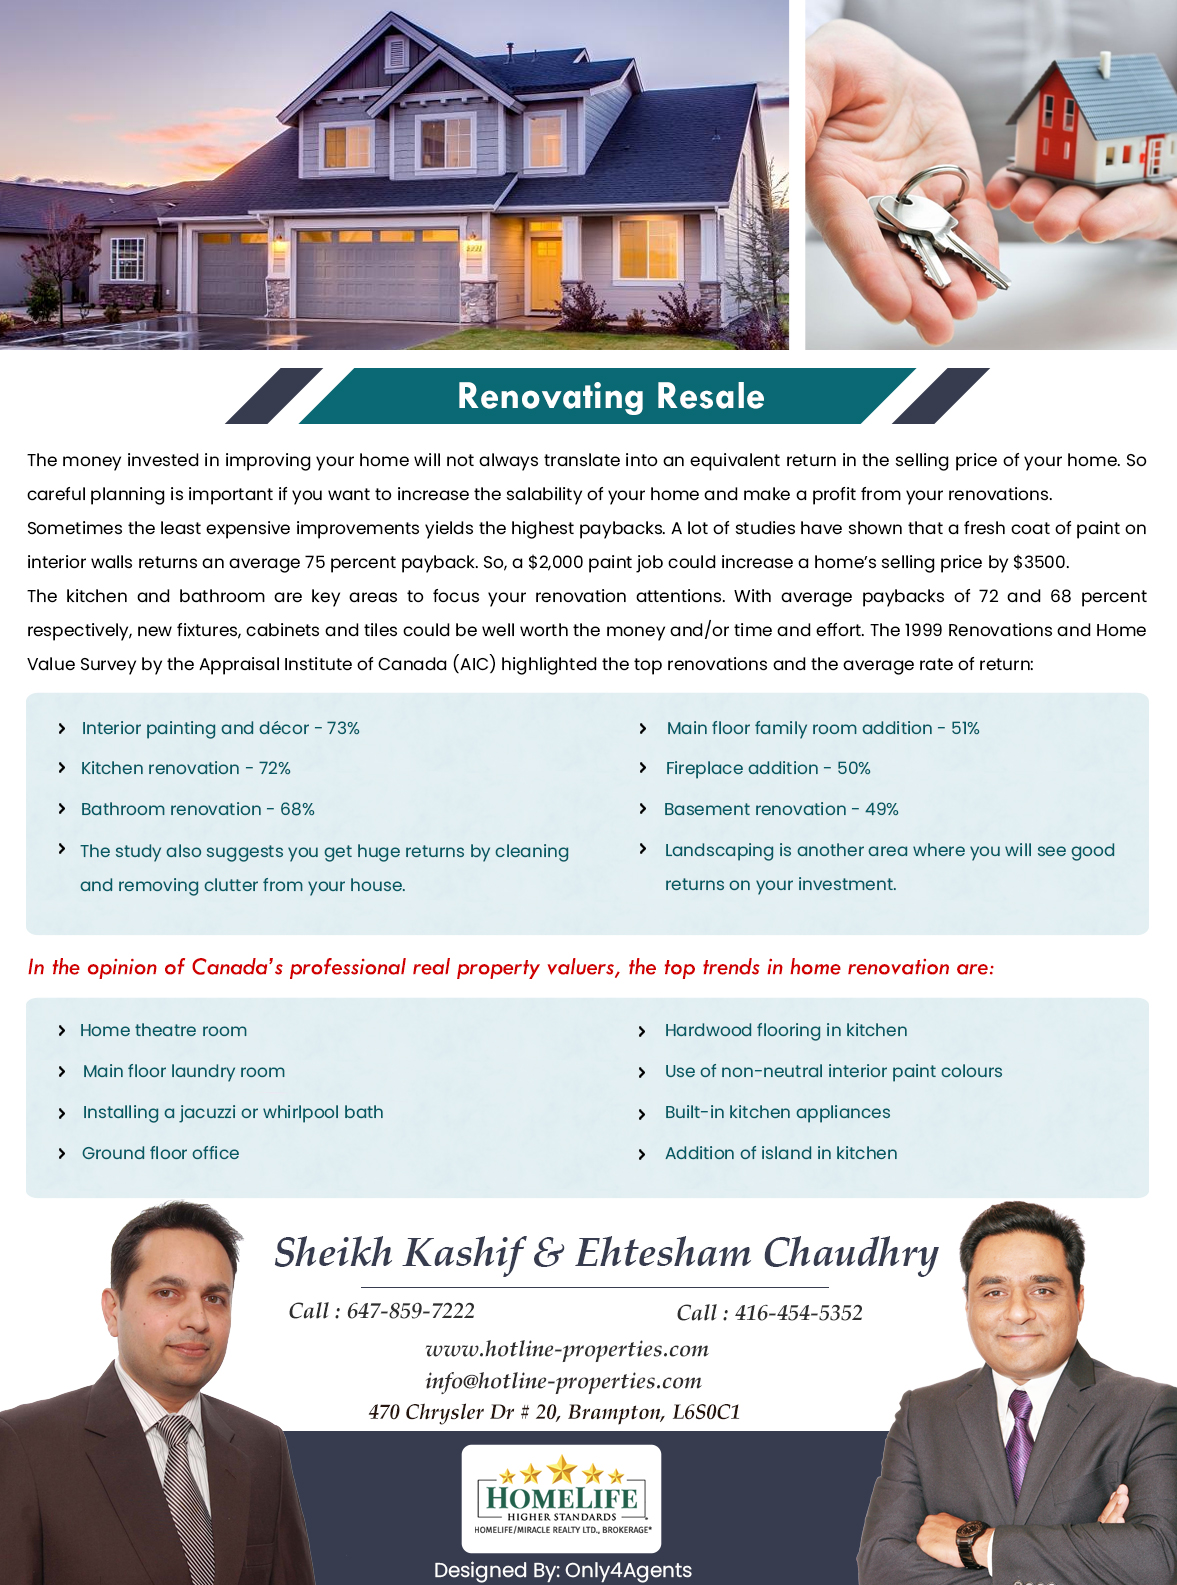 Renovating Resale
The money invested in improving your home will not always translate into an equivalent return in the selling price of your home. So
careful planning is important if you want to increase the salability of your home and make a profit from your renovations.
Sometimes the least expensive improvements yields the highest paybacks. A lot of studies have shown that a fresh coat of paint on
interior walls returns an average 75 percent payback. So, a $2,000 paint job could increase a home's selling price by $3500.
The kitchen and bathroom are key areas to focus your renovation attentions. With average paybacks of 72 and 68 percent
respectively, new fixtures, cabinets and tiles could be well worth the money and/or time and effort. The 1999 Renovations and Home
Value Survey by the Appraisal Institute of Canada (AIC) highlighted the top renovations and the average rate of return:
Interior painting and décor - 73%
Kitchen renovation - 72%
Bathroom renovation - 68%
The study also suggests you get huge returns by cleaning
and removing clutter from your house.
Main floor family room addition - 51%
Fireplace addition - 50%
Basement renovation - 49%
Landscaping is another area where you will see good
returns on your investment.
In the opinion of Canada's professional real property valuers, the top trends in home renovation are:
Home theatre room
Main floor laundry room
Installing a jacuzzi or whirlpool bath
Ground floor office
Hardwood flooring in kitchen
Use of non-neutral interior paint colours
Built-in kitchen appliances
Addition of island in kitchen
Sheikh Kashif & Ehtesham Chaudhry
Call : 647-859-7222
Call : 416-454-5352
www.hotline-properties.com
info@hotline-properties.com
470 Chrysler Dr # 20, Brampton, L6S0C1
HOMELIFE
HIGHER STANDARDS
HOMELIFE/MIRACLE REALTY LTD., BROKERAGE*
Designed By: Only4Agents